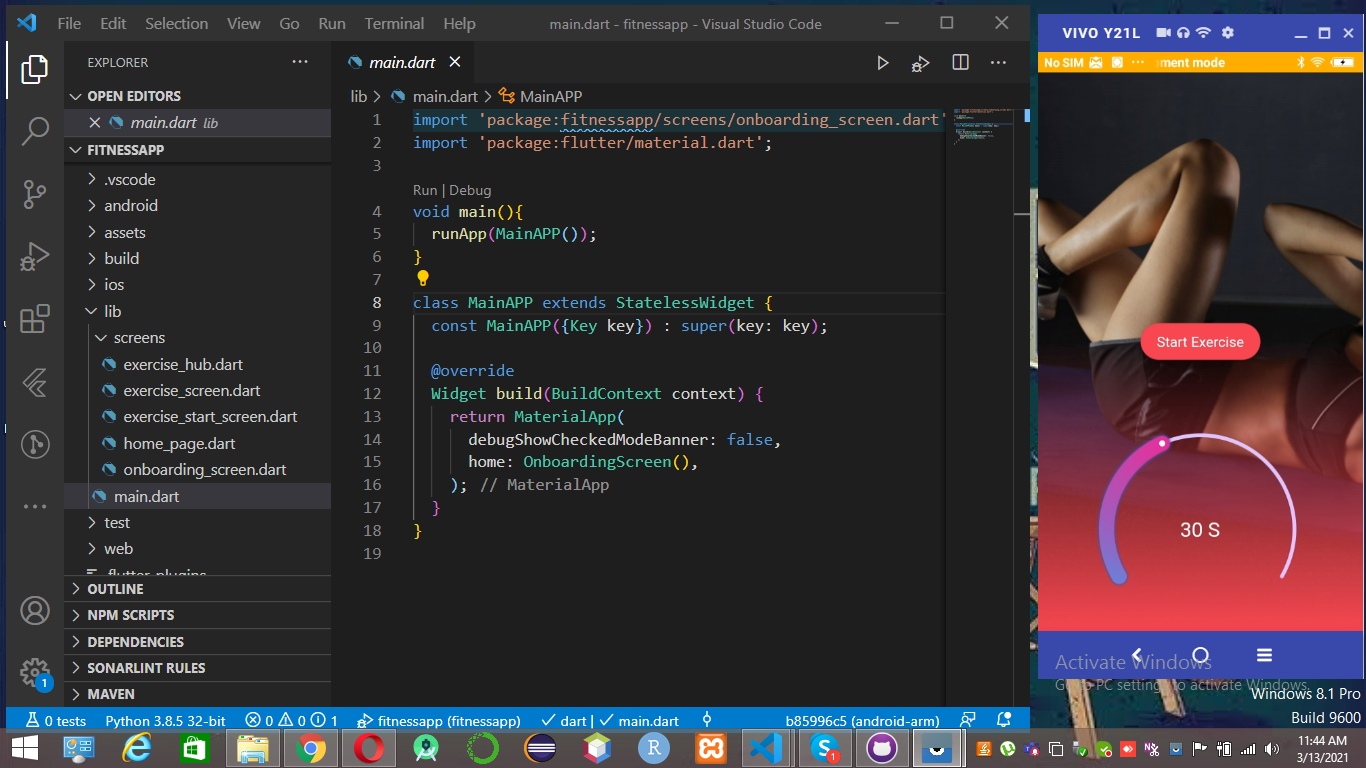 File Edit Selection View Go Run Terminal Help main.dart - fitnessapp - Visual Studio Code
EXPLORER
OPEN EDITORS
main.dart lib
FITNESSAPP
.vscode
android
assets
build
ios
lib
screens
exercise_hub.dart
exercise_screen.dart
exercise_start_screen.dart
home_page.dart
onboarding_screen.dart
main.dart
test
web
.flutter-plugins
OUTLINE
NPM SCRIPTS
DEPENDENCIES
SONARLINT RULES
MAVEN
1
main.dart
lib > main.dart > MainAPP
1 import 'package:fitnessapp/screens/onboarding_screen.dart'
2 import 'package:flutter/material.dart';
3
Run | Debug
4 void main(){
5 runApp(MainAPP());
6 }
7
8 class MainAPP extends StatelessWidget {
9 const MainAPP({Key key}) : super(key: key);
10
11 @override
12 Widget build(BuildContext context) {
13 return MaterialApp(
14 debugShowCheckedModeBanner: false,
15 home: OnboardingScreen(),
16 ); // MaterialApp
17 }
18 }
19
0 tests Python 3.8.5 32-bit 0 0 1 fitnessapp (fitnessapp) dart | main.dart b85996c5 (android-arm)
VIVO Y21L
No SIM ment mode
Start Exercise
30 S
Activate Windows
Go to PC settings to activate Windows.
Windows 8.1 Pro
Build 9600
11:44 AM
3/13/2021